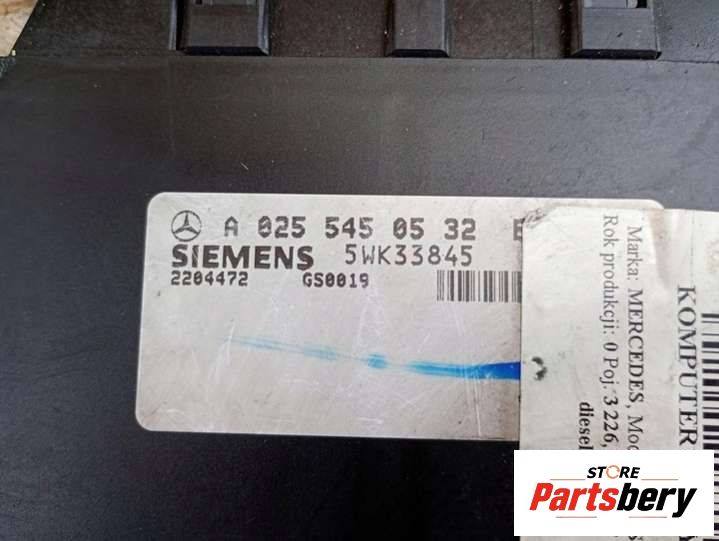 A 025 545 05 32
SIEMENS 5WK33845
2204472 GS0019
Marka: MERCEDES,
Rok produkcji: 0 Poj: 3 226,
diesel
KOMPUTER
STORE
Partsbery